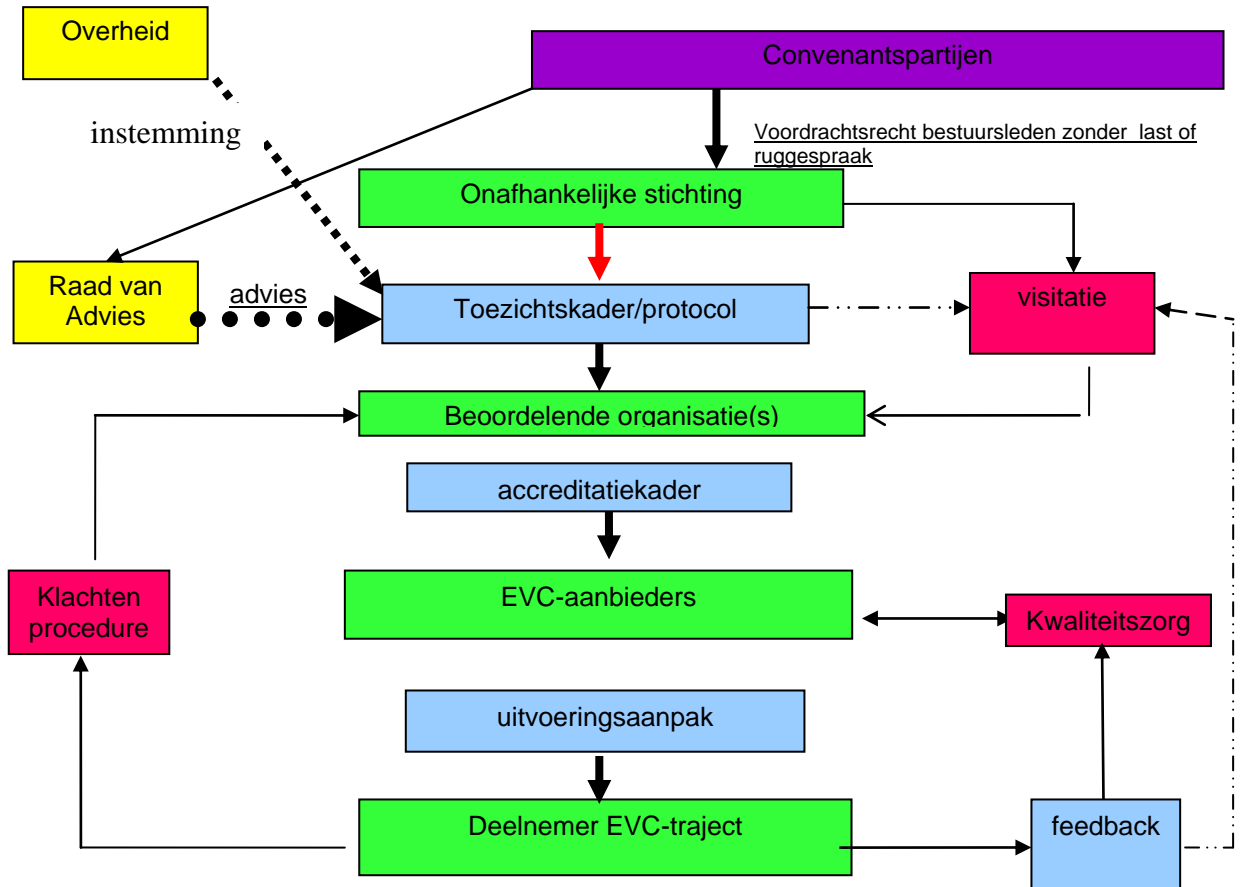 Overheid
Convenantspartijen
instemming
Voordrachtsrecht bestuursleden zonder last of
ruggespraak
Onafhankelijke stichting
Raad van
Advies
advies
Toezichtskader/protocol
visitatie
Beoordelende organisatie(s)
accreditatiekader
Klachten
procedure
EVC-aanbieders
Kwaliteitszorg
uitvoeringsaanpak
Deelnemer EVC-traject
feedback